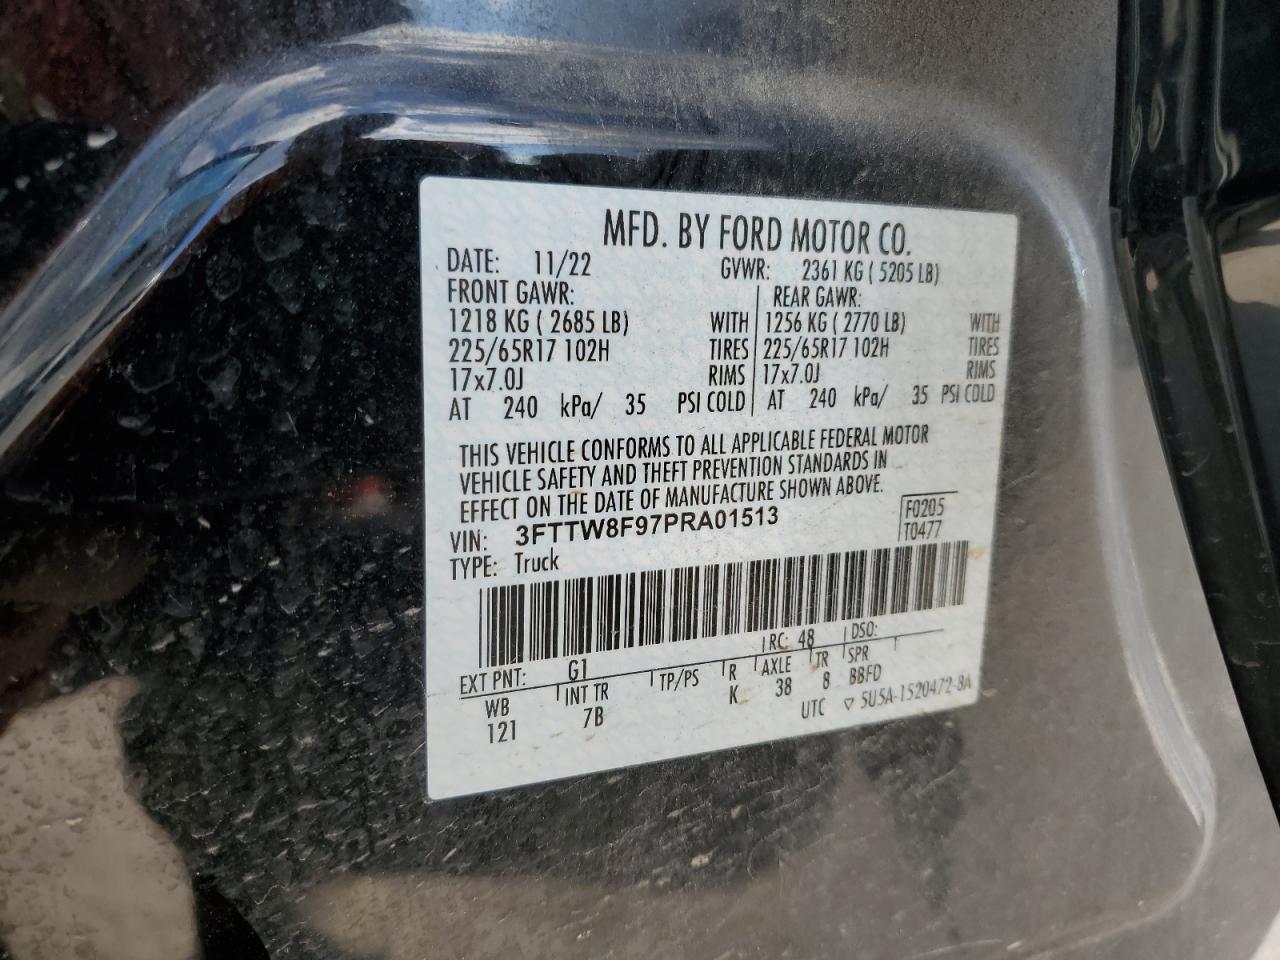 MFD. BY FORD MOTOR CO.
DATE: 11/22 GVWR: 2361 KG ( 5205 LB)
FRONT GAWR: REAR GAWR:
1218 KG ( 2685 LB) WITH 1256 KG ( 2770 LB) WITH
225/65R17 102H TIRES 225/65R17 102H TIRES
17x7.0J RIMS 17x7.0J RIMS
AT 240 kPa/ 35 PSI COLD AT 240 kPa/ 35 PSI COLD
THIS VEHICLE CONFORMS TO ALL APPLICABLE FEDERAL MOTOR
VEHICLE SAFETY AND THEFT PREVENTION STANDARDS IN
EFFECT ON THE DATE OF MANUFACTURE SHOWN ABOVE.
VIN: 3FTTW8F97PRA01513 F0205
TYPE: Truck T0477
EXT PNT: G1 RC: 48 DSO:
WB INT TR TP/PS R AXLE TR SPR
121 7B K 38 8 BBFD
UTC ▽ 5U5A-1520472-BA